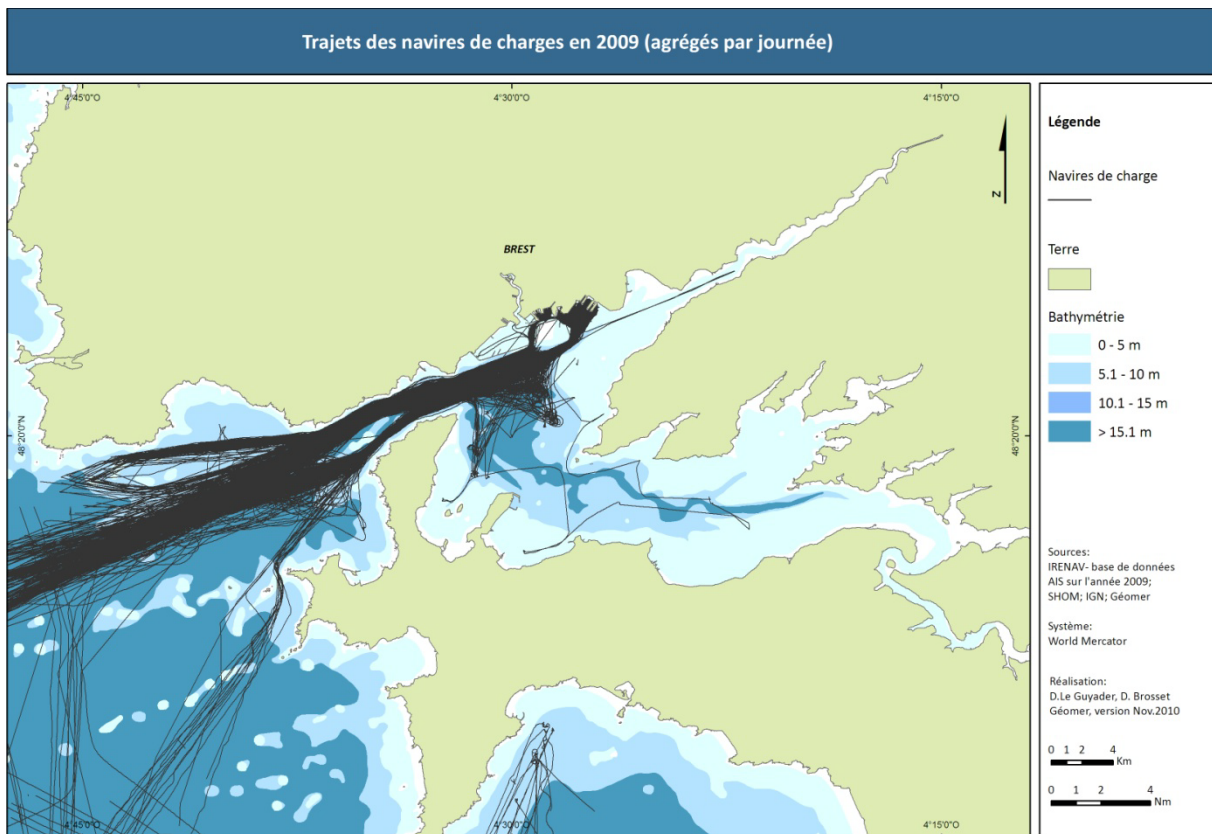 Trajets des navires de charges en 2009 (agrégés par journée)
4°45'0"O
4°30'0"O
4°15'0"O
N
BREST
48°20'0"N
48°20'0"N
4°45'0"O
4°30'0"O
4°15'0"O
Légende
Navires de charge
Terre
Bathymétrie
0 - 5 m
5.1 - 10 m
10.1 - 15 m
> 15.1 m
Sources:
IRENAV- base de données
AIS sur l'année 2009;
SHOM; IGN; Géomer
Système:
World Mercator
Réalisation:
D.Le Guyader, D. Brosset
Géomer, version Nov.2010
0 1 2 4
Km
0 1 2 4
Nm